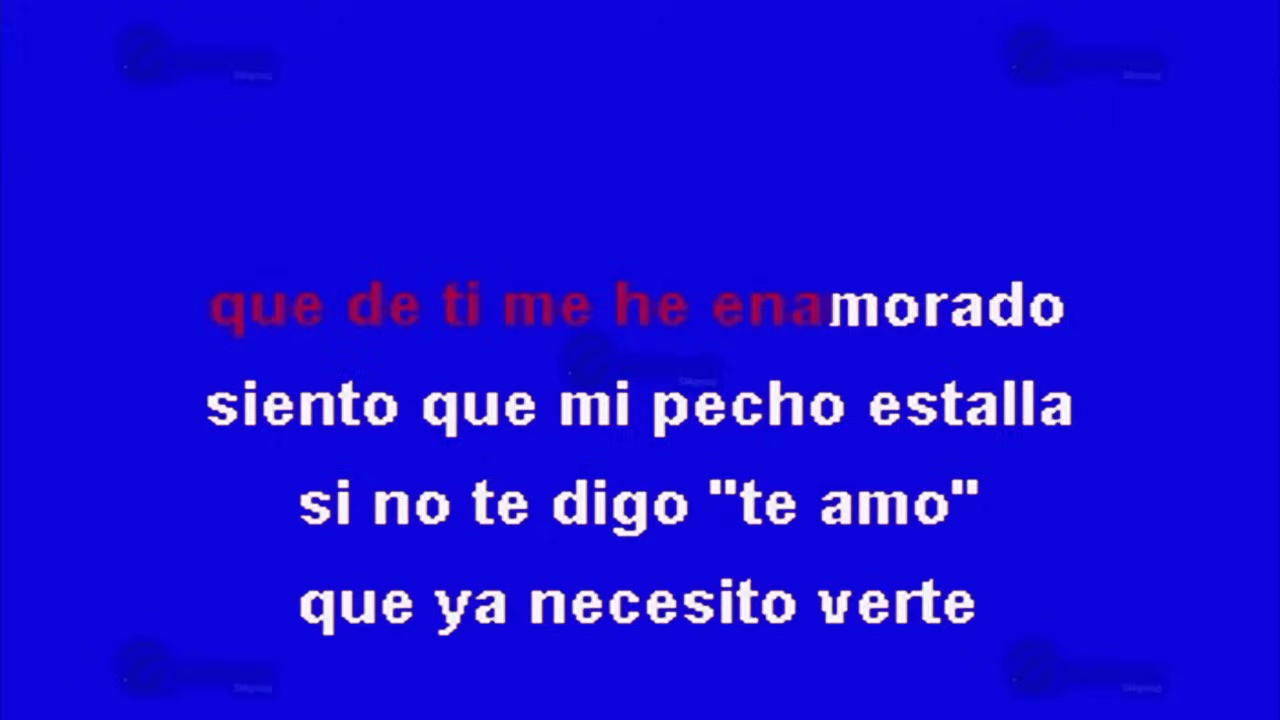 que de ti me he enamorado
siento que mi pecho estalla
si no te digo "te amo"
que ya necesito verte